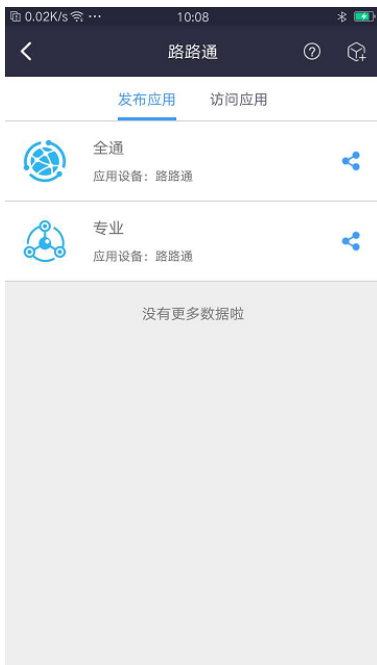 0.02K/s ··· 10:08
路路通
发布应用 访问应用
全通
应用设备：路路通
专业
应用设备：路路通
没有更多数据啦